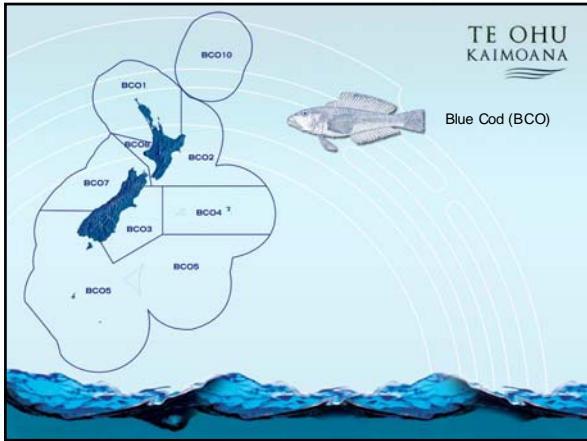 TE OHU
KAIMOANA
BCO10
BCO1
Blue Cod (BCO)
BCO8
BCO2
BCO7
BCO4
BCO3
BCO5
BCO5